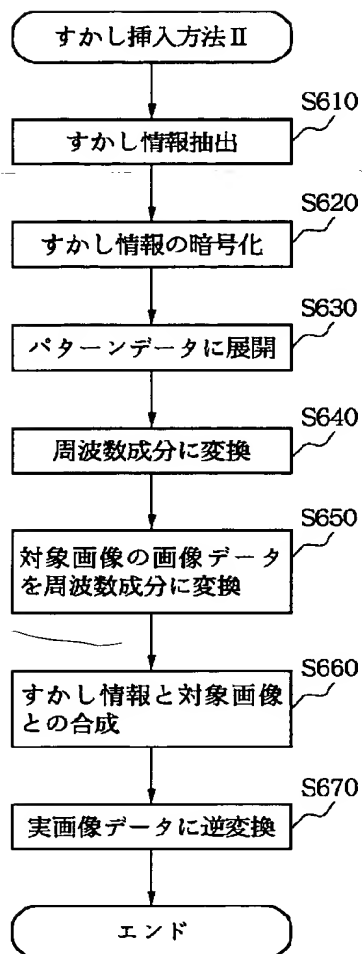 すかし挿入方法Ⅱ
S610
すかし情報抽出
S620
すかし情報の暗号化
S630
パターンデータに展開
S640
周波数成分に変換
S650
対象画像の画像データ
を周波数成分に変換
S660
すかし情報と対象画像
との合成
S670
実画像データに逆変換
エンド